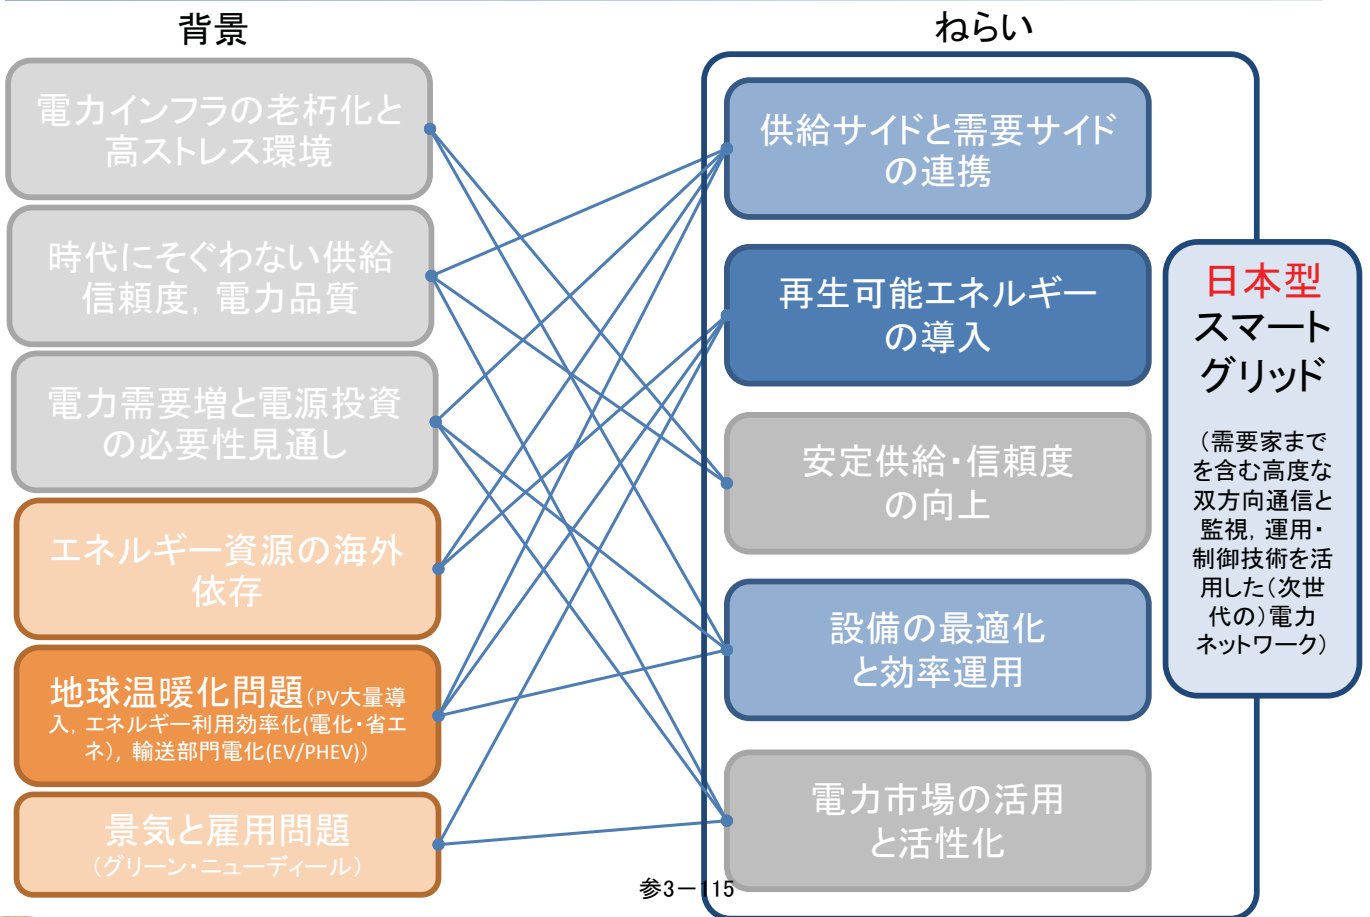 背景
電力インフラの老朽化と
高ストレス環境
時代にそぐわない供給
信頼度, 電力品質
電力需要増と電源投資
の必要性見通し
エネルギー資源の海外
依存
地球温暖化問題(PV大量導
入, エネルギー利用効率化(電化・省エ
ネ), 輸送部門電化(EV/PHEV))
景気と雇用問題
(グリーン・ニューディール)
ねらい
供給サイドと需要サイド
の連携
再生可能エネルギー
の導入
安定供給・信頼度
の向上
設備の最適化
と効率運用
電力市場の活用
と活性化
日本型
スマート
グリッド
(需要家まで
を含む高度な
双方向通信と
監視, 運用・
制御技術を活
用した(次世
代の)電力
ネットワーク)
参3－115